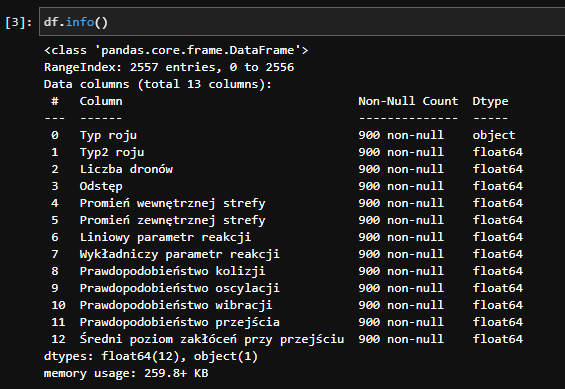 [3]: df.info()
<class 'pandas.core.frame.DataFrame'>
RangeIndex: 2557 entries, 0 to 2556
Data columns (total 13 columns):
 #   Column                               Non-Null Count  Dtype
---  ------                               --------------  -----
 0   Typ roju                             900 non-null    object
 1   Typ2 roju                            900 non-null    float64
 2   Liczba dronów                        900 non-null    float64
 3   Odstęp                               900 non-null    float64
 4   Promień wewnętrznej strefy           900 non-null    float64
 5   Promień zewnętrznej strefy           900 non-null    float64
 6   Liniowy parametr reakcji             900 non-null    float64
 7   Wykładniczy parametr reakcji         900 non-null    float64
 8   Prawdopodobieństwo kolizji           900 non-null    float64
 9   Prawdopodobieństwo oscylacji         900 non-null    float64
 10  Prawdopodobieństwo wibracji          900 non-null    float64
 11  Prawdopodobieństwo przejścia         900 non-null    float64
 12  Średni poziom zakłóceń przy przejściu  900 non-null    float64
dtypes: float64(12), object(1)
memory usage: 259.8+ KB